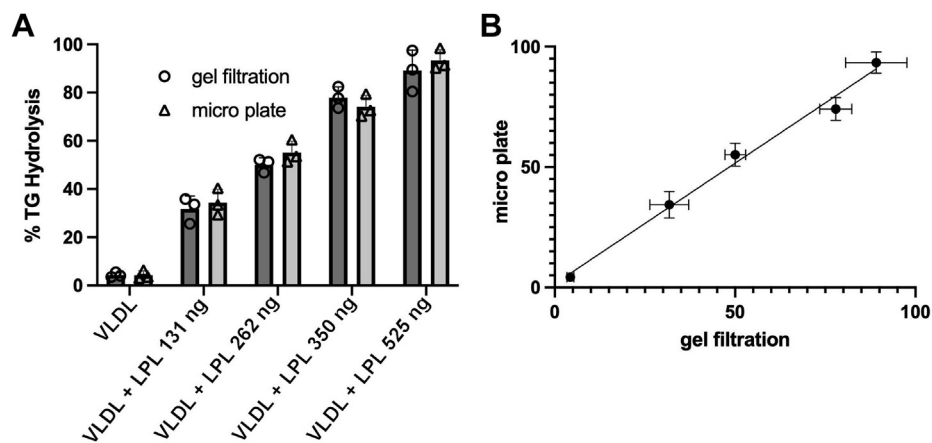 A
% TG Hydrolysis
100
80
60
40
20
0
gel filtration
micro plate
VLDL
VLDL + LPL 131 ng
VLDL + LPL 262 ng
VLDL + LPL 350 ng
VLDL + LPL 525 ng
B
micro plate
100
50
0
0
50
100
gel filtration